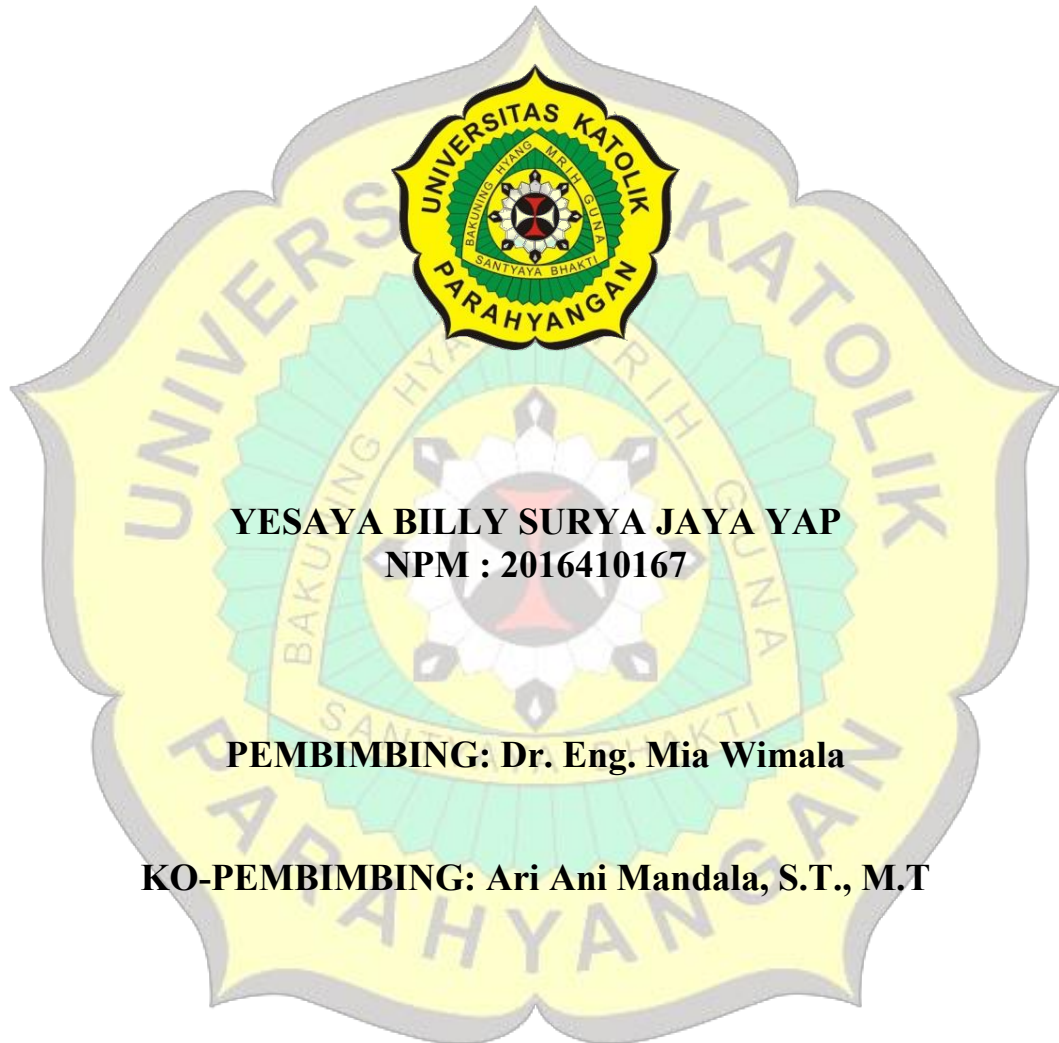 UNIVERSITAS KATOLIK
BAKUNING HYANG MRIH GUNA
SANTYAYA BHAKTI
PARAHYANGAN
YESAYA BILLY SURYA JAYA YAP
NPM : 2016410167
PEMBIMBING: Dr. Eng. Mia Wimala
KO-PEMBIMBING: Ari Ani Mandala, S.T., M.T